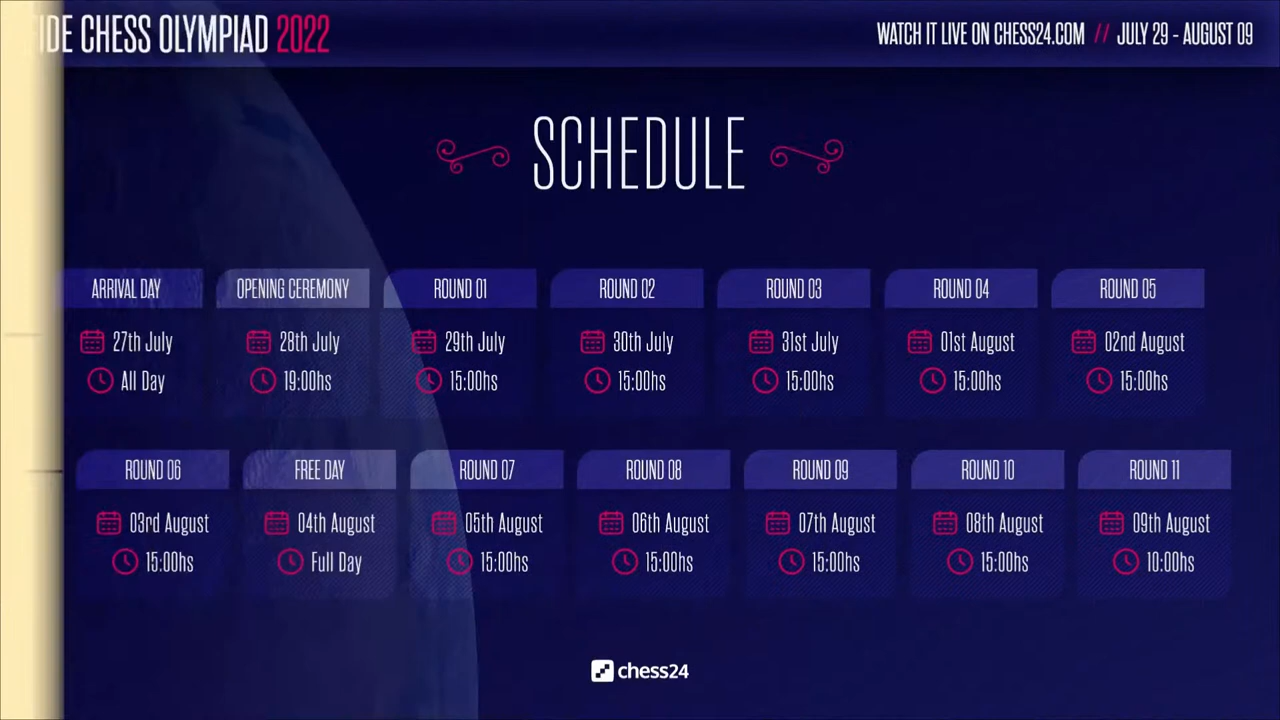 IDE CHESS OLYMPIAD 2022
WATCH IT LIVE ON CHESS24.COM // JULY 29 - AUGUST 09
SCHEDULE
ARRIVAL DAY
27th July
All Day
OPENING CEREMONY
28th July
19:00hs
ROUND 01
29th July
15:00hs
ROUND 02
30th July
15:00hs
ROUND 03
31st July
15:00hs
ROUND 04
01st August
15:00hs
ROUND 05
02nd August
15:00hs
ROUND 06
03rd August
15:00hs
FREE DAY
04th August
Full Day
ROUND 07
05th August
15:00hs
ROUND 08
06th August
15:00hs
ROUND 09
07th August
15:00hs
ROUND 10
08th August
15:00hs
ROUND 11
09th August
10:00hs
chess24